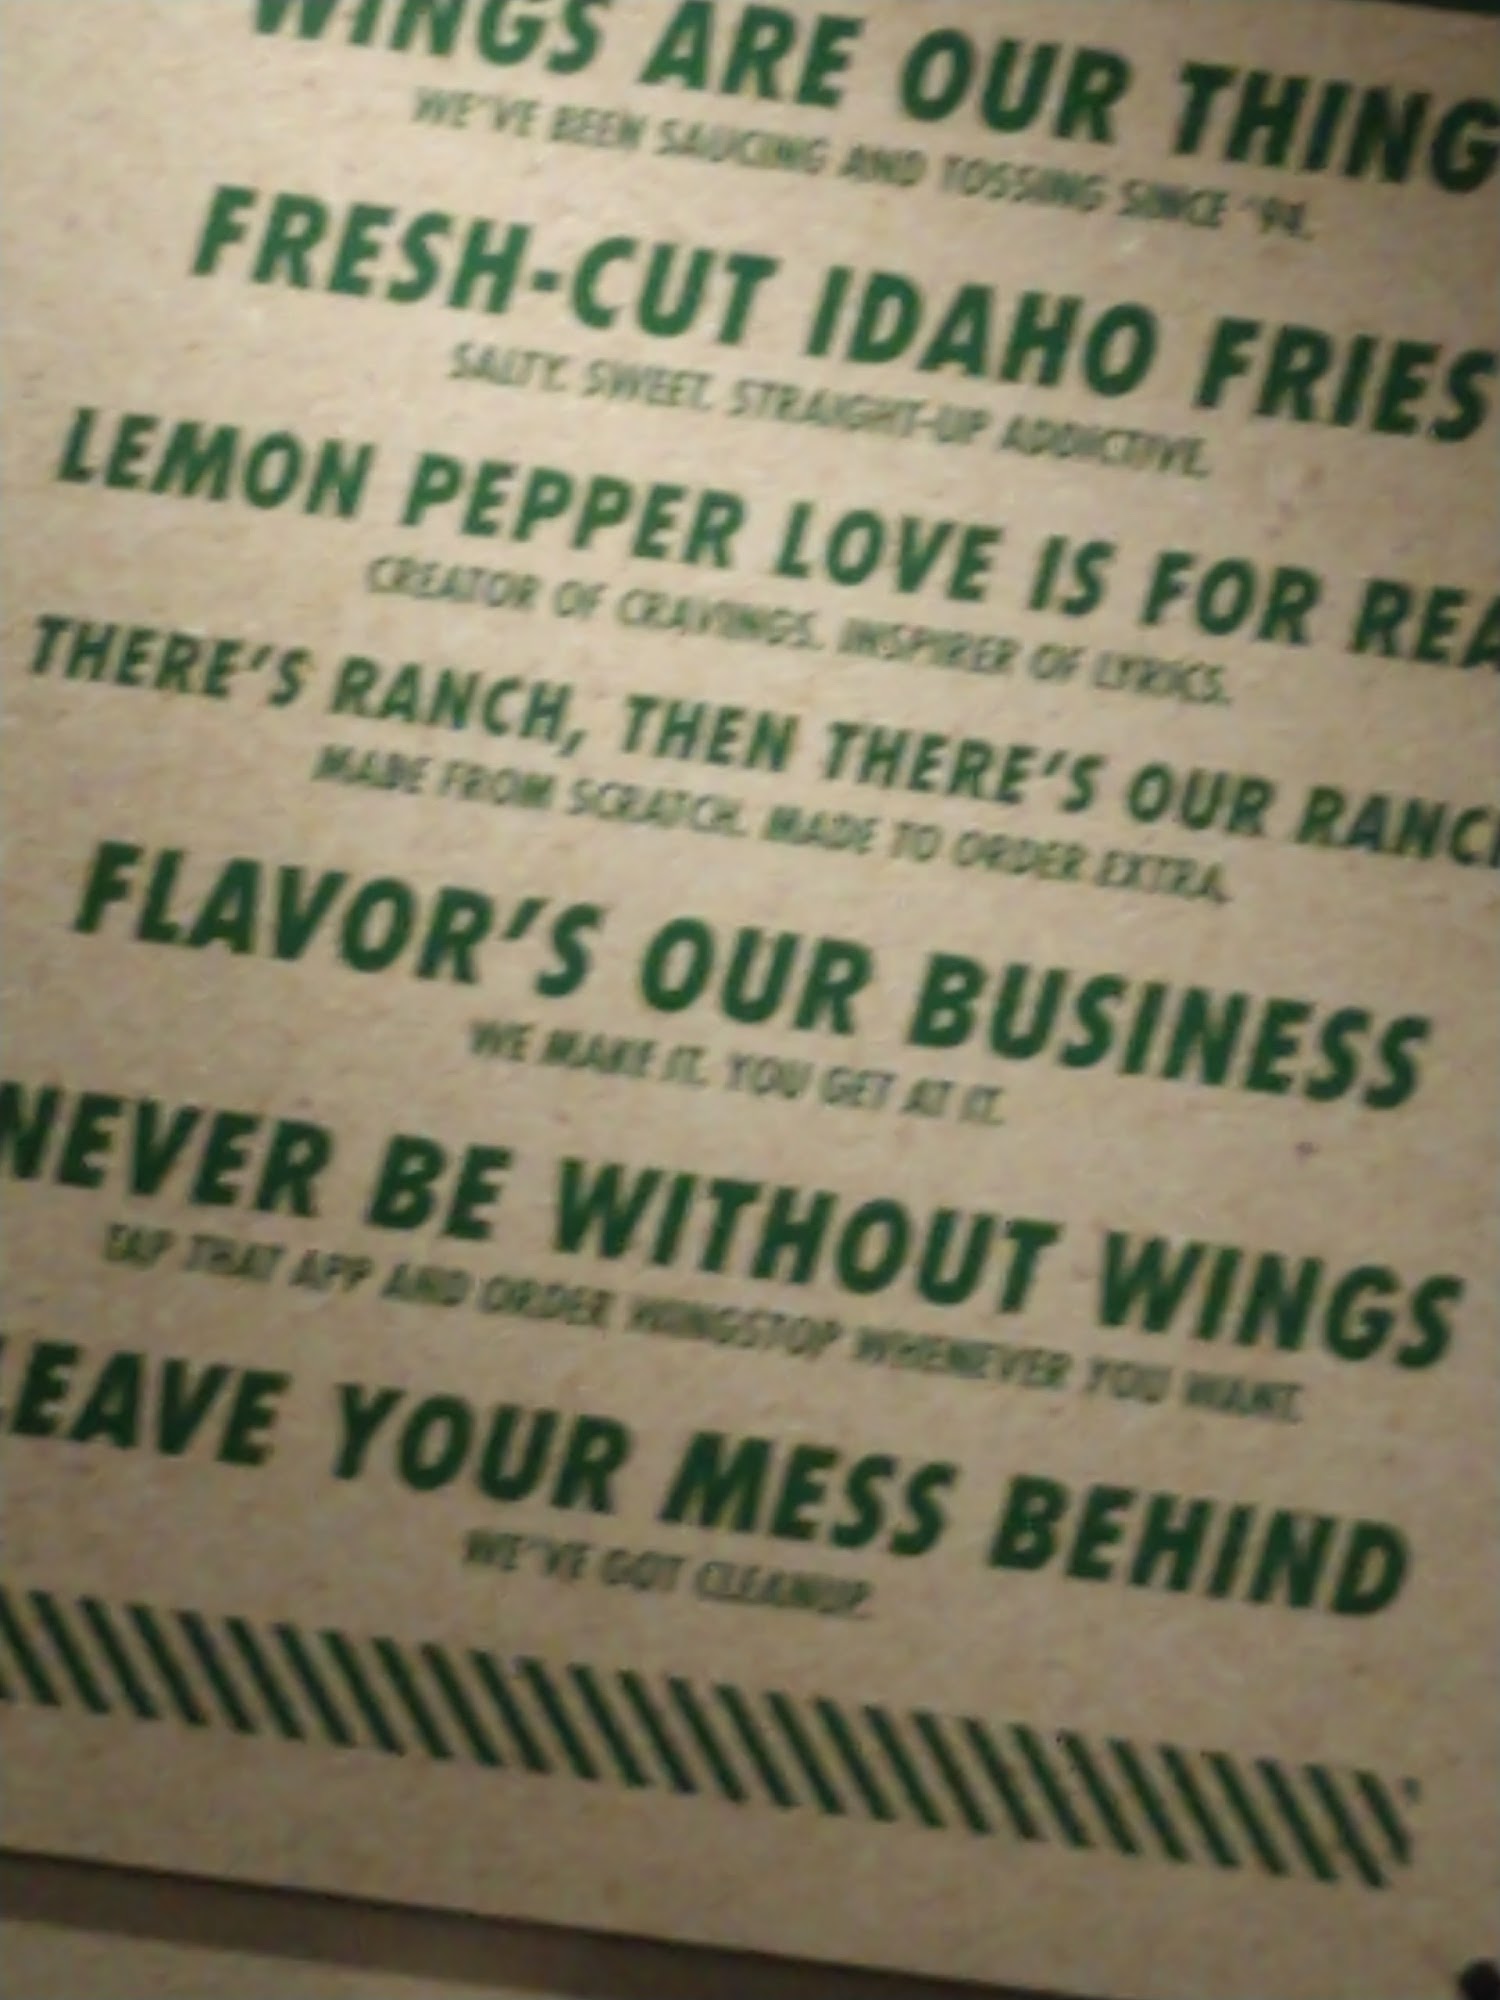 WINGS ARE OUR THING
WE'VE BEEN SAUCING AND TOSSING SINCE '94.
FRESH-CUT IDAHO FRIES
SALTY. SWEET. STRAIGHT-UP ADDICTIVE.
LEMON PEPPER LOVE IS FOR REA
CREATOR OF CRAVINGS. INSPIRER OF LYRICS.
THERE'S RANCH, THEN THERE'S OUR RANCH
MADE FROM SCRATCH. MADE TO ORDER EXTRA.
FLAVOR'S OUR BUSINESS
WE MAKE IT. YOU GET AT IT.
NEVER BE WITHOUT WINGS
TAP THAT APP AND ORDER WINGSTOP WHENEVER YOU WANT.
LEAVE YOUR MESS BEHIND
WE'VE GOT CLEANUP.